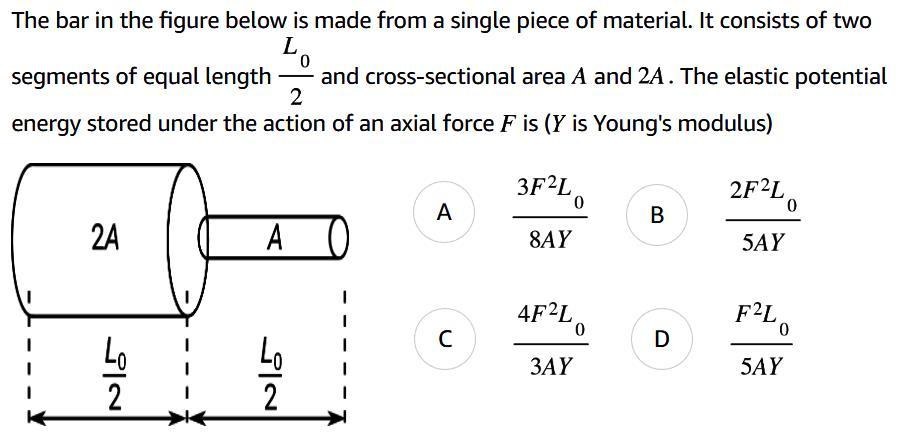 The bar in the figure below is made from a single piece of material. It consists of two
segments of equal length L₀/2 and cross-sectional area A and 2A. The elastic potential
energy stored under the action of an axial force F is (Y is Young's modulus)
2A A
L₀/2 L₀/2
A 3F²L₀/8AY B 2F²L₀/5AY
C 4F²L₀/3AY D F²L₀/5AY